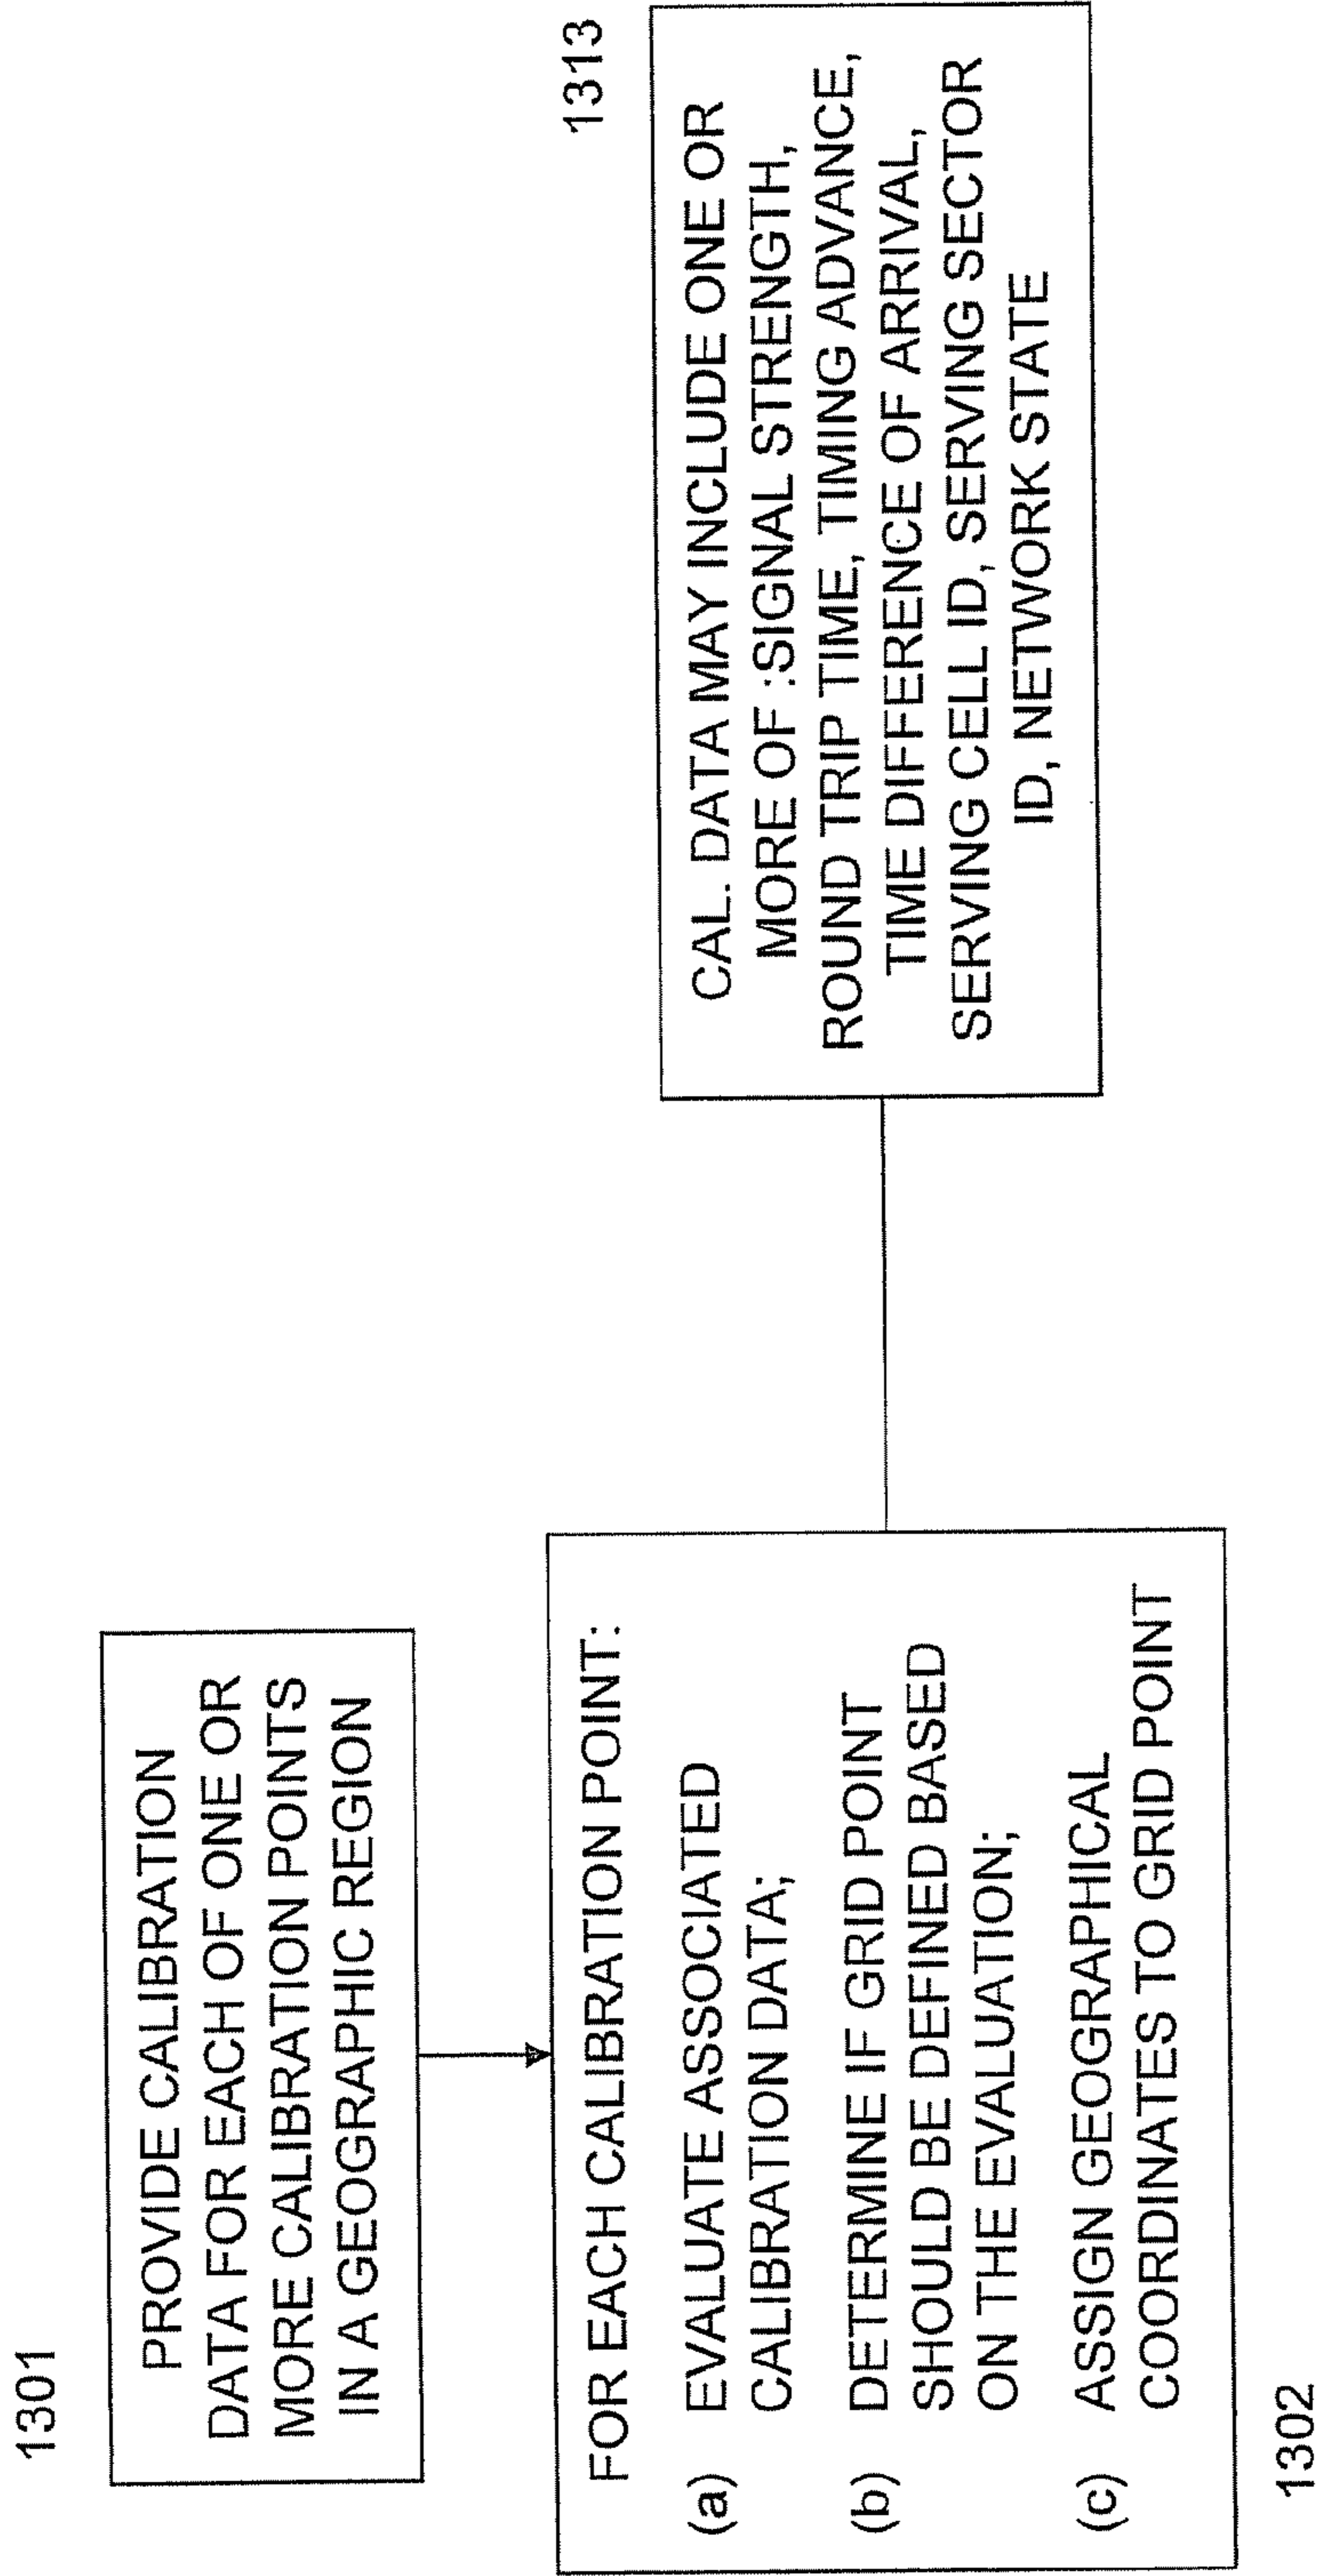 1301
PROVIDE CALIBRATION
DATA FOR EACH OF ONE OR
MORE CALIBRATION POINTS
IN A GEOGRAPHIC REGION
FOR EACH CALIBRATION POINT:
(a) EVALUATE ASSOCIATED
CALIBRATION DATA;
(b) DETERMINE IF GRID POINT
SHOULD BE DEFINED BASED
ON THE EVALUATION;
(c) ASSIGN GEOGRAPHICAL
COORDINATES TO GRID POINT
1302
1313
CAL. DATA MAY INCLUDE ONE OR
MORE OF :SIGNAL STRENGTH,
ROUND TRIP TIME, TIMING ADVANCE,
TIME DIFFERENCE OF ARRIVAL,
SERVING CELL ID, SERVING SECTOR
ID, NETWORK STATE